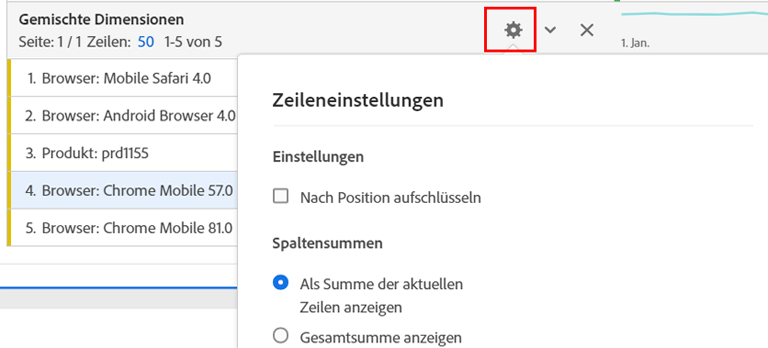 Gemischte Dimensionen
Seite: 1 / 1 Zeilen: 50 1-5 von 5
1. Jan.
1. Browser: Mobile Safari 4.0
2. Browser: Android Browser 4.0
3. Produkt: prd1155
4. Browser: Chrome Mobile 57.0
5. Browser: Chrome Mobile 81.0
Zeileneinstellungen
Einstellungen
Nach Position aufschlüsseln
Spaltensummen
Als Summe der aktuellen
Zeilen anzeigen
Gesamtsumme anzeigen